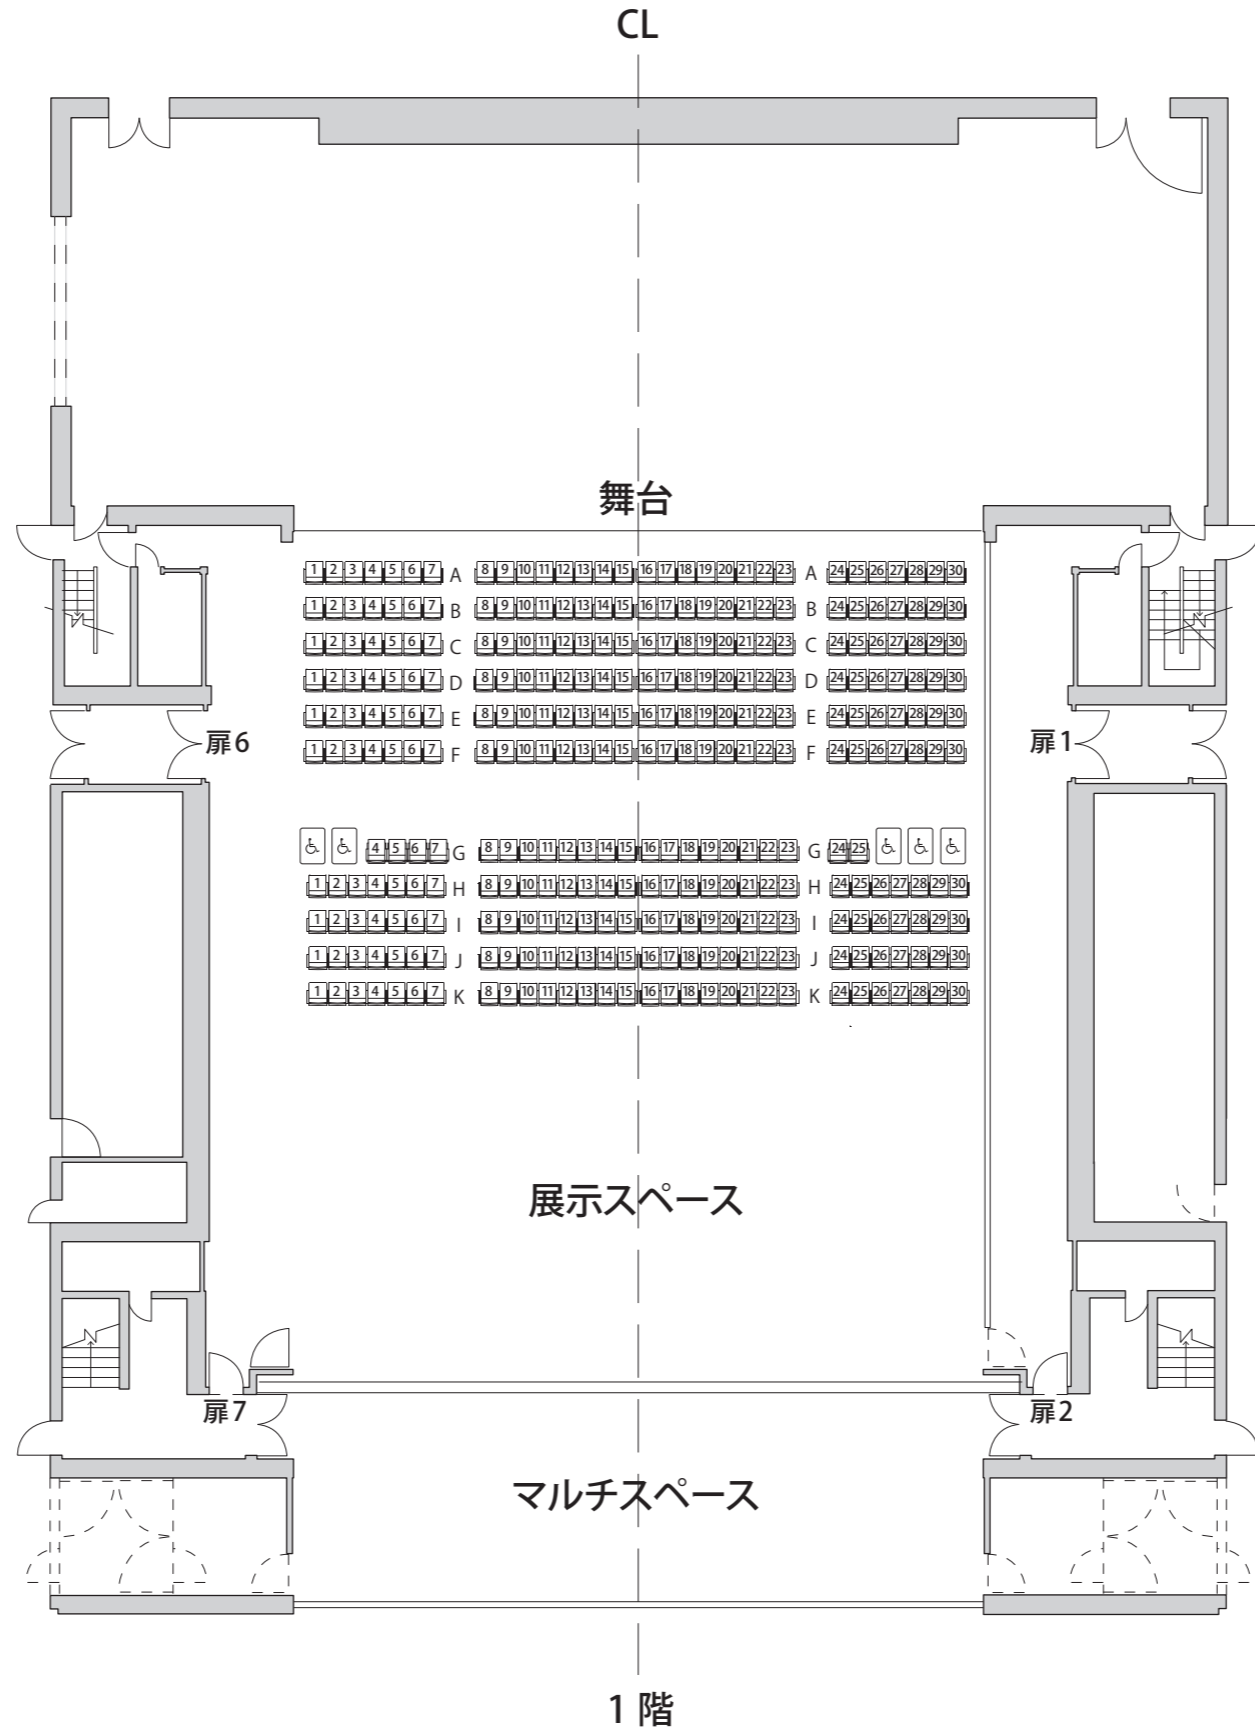 CL
舞台
1 2 3 4 5 6 7 A 8 9 10 11 12 13 14 15 16 17 18 19 20 21 22 23 A 24 25 26 27 28 29 30
1 2 3 4 5 6 7 B 8 9 10 11 12 13 14 15 16 17 18 19 20 21 22 23 B 24 25 26 27 28 29 30
1 2 3 4 5 6 7 C 8 9 10 11 12 13 14 15 16 17 18 19 20 21 22 23 C 24 25 26 27 28 29 30
1 2 3 4 5 6 7 D 8 9 10 11 12 13 14 15 16 17 18 19 20 21 22 23 D 24 25 26 27 28 29 30
1 2 3 4 5 6 7 E 8 9 10 11 12 13 14 15 16 17 18 19 20 21 22 23 E 24 25 26 27 28 29 30
扉6 扉1
1 2 3 4 5 6 7 F 8 9 10 11 12 13 14 15 16 17 18 19 20 21 22 23 F 24 25 26 27 28 29 30
4 5 6 7 G 8 9 10 11 12 13 14 15 16 17 18 19 20 21 22 23 G 24 25
1 2 3 4 5 6 7 H 8 9 10 11 12 13 14 15 16 17 18 19 20 21 22 23 H 24 25 26 27 28 29 30
1 2 3 4 5 6 7 I 8 9 10 11 12 13 14 15 16 17 18 19 20 21 22 23 I 24 25 26 27 28 29 30
1 2 3 4 5 6 7 J 8 9 10 11 12 13 14 15 16 17 18 19 20 21 22 23 J 24 25 26 27 28 29 30
1 2 3 4 5 6 7 K 8 9 10 11 12 13 14 15 16 17 18 19 20 21 22 23 K 24 25 26 27 28 29 30
展示スペース
扉7 扉2
マルチスペース
1 階